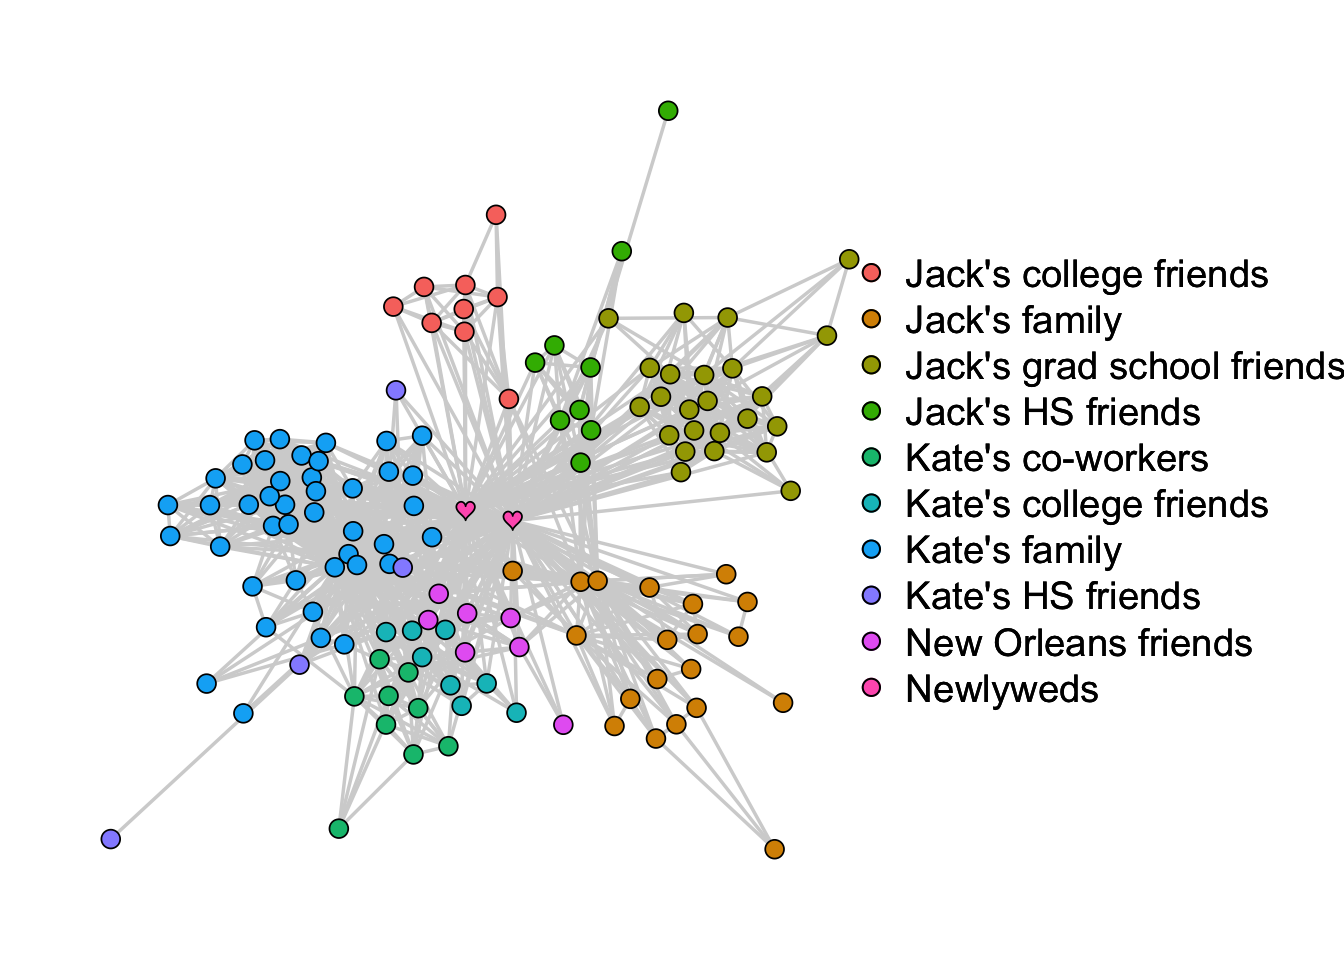 Jack's college friends
Jack's family
Jack's grad school friends
Jack's HS friends
Kate's co-workers
Kate's college friends
Kate's family
Kate's HS friends
New Orleans friends
Newlyweds